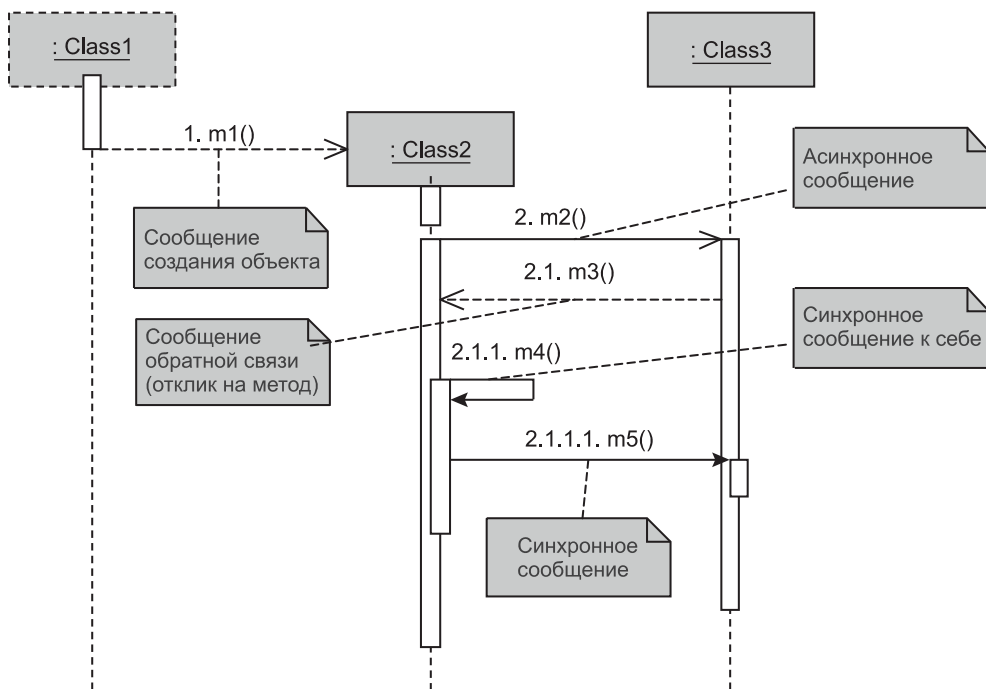 : Class1
: Class3
1. m1()
: Class2
Асинхронное
сообщение
Сообщение
создания объекта
2. m2()
2.1. m3()
Синхронное
сообщение к себе
Сообщение
обратной связи
(отклик на метод)
2.1.1. m4()
2.1.1.1. m5()
Синхронное
сообщение